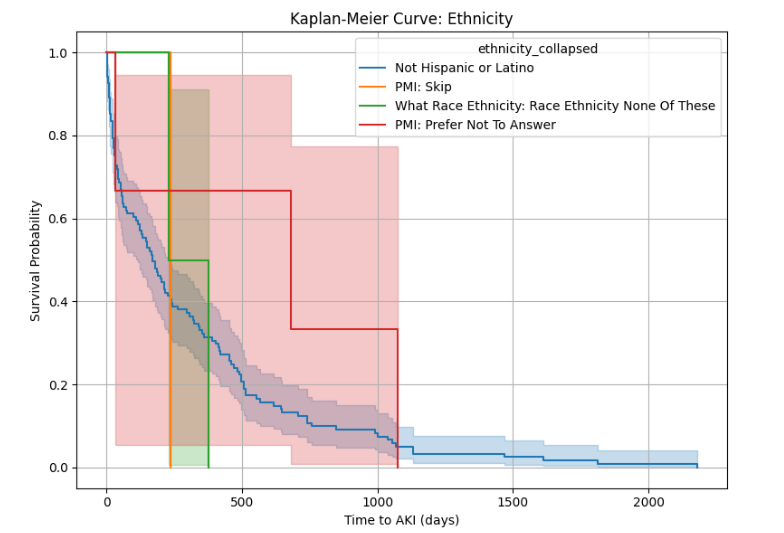 Kaplan-Meier Curve: Ethnicity
ethnicity_collapsed
Not Hispanic or Latino
PMI: Skip
What Race Ethnicity: Race Ethnicity None Of These
PMI: Prefer Not To Answer
Survival Probability
1.0
0.8
0.6
0.4
0.2
0.0
0 500 1000 1500 2000
Time to AKI (days)